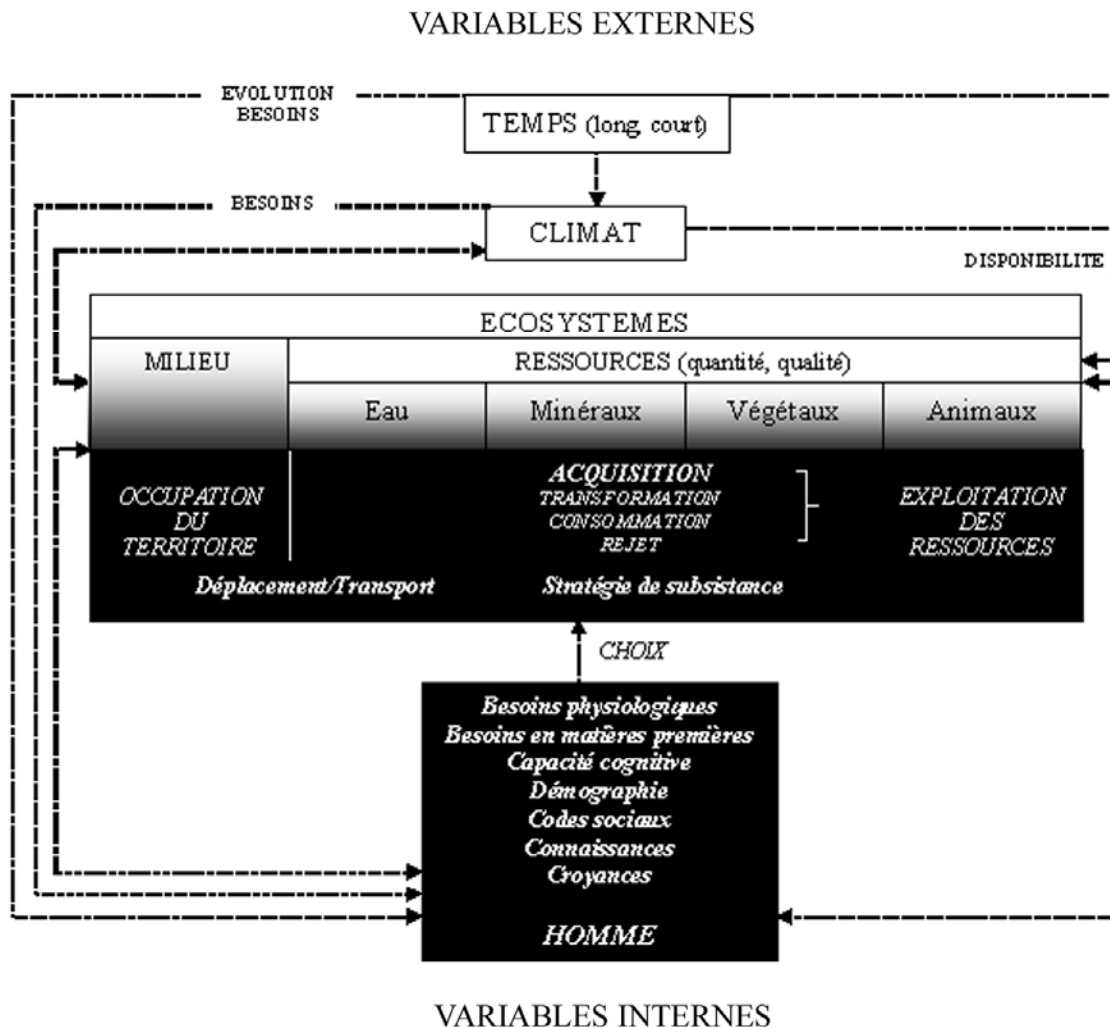 VARIABLES EXTERNES
EVOLUTION
BESOINS
TEMPS (long, court)
BESOINS
CLIMAT
DISPONIBILITE
ECOSYSTEMES
MILIEU
RESSOURCES (quantité, qualité)
Eau
Minéraux
Végétaux
Animaux
OCCUPATION
DU
TERRITOIRE
ACQUISITION
TRANSFORMATION
CONSOMMATION
REJET
EXPLOITATION
DES
RESSOURCES
Déplacement/Transport
Stratégie de subsistance
CHOIX
Besoins physiologiques
Besoins en matières premières
Capacité cognitive
Démographie
Codes sociaux
Connaissances
Croyances
HOMME
VARIABLES INTERNES